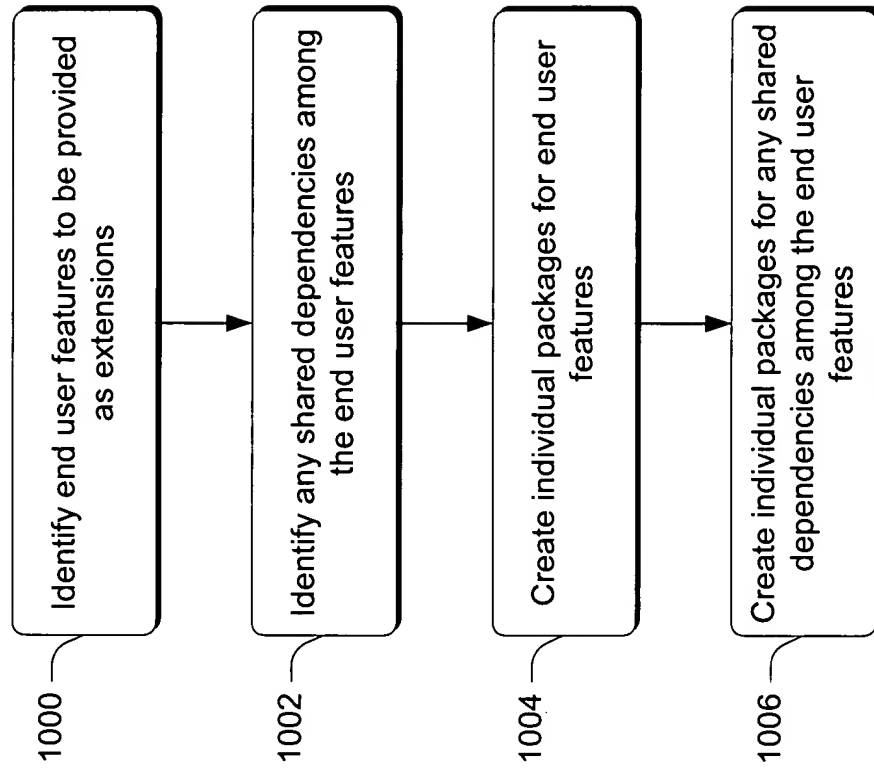 1000
Identify end user features to be provided
as extensions
1002
Identify any shared dependencies among
the end user features
1004
Create individual packages for end user
features
1006
Create individual packages for any shared
dependencies among the end user
features